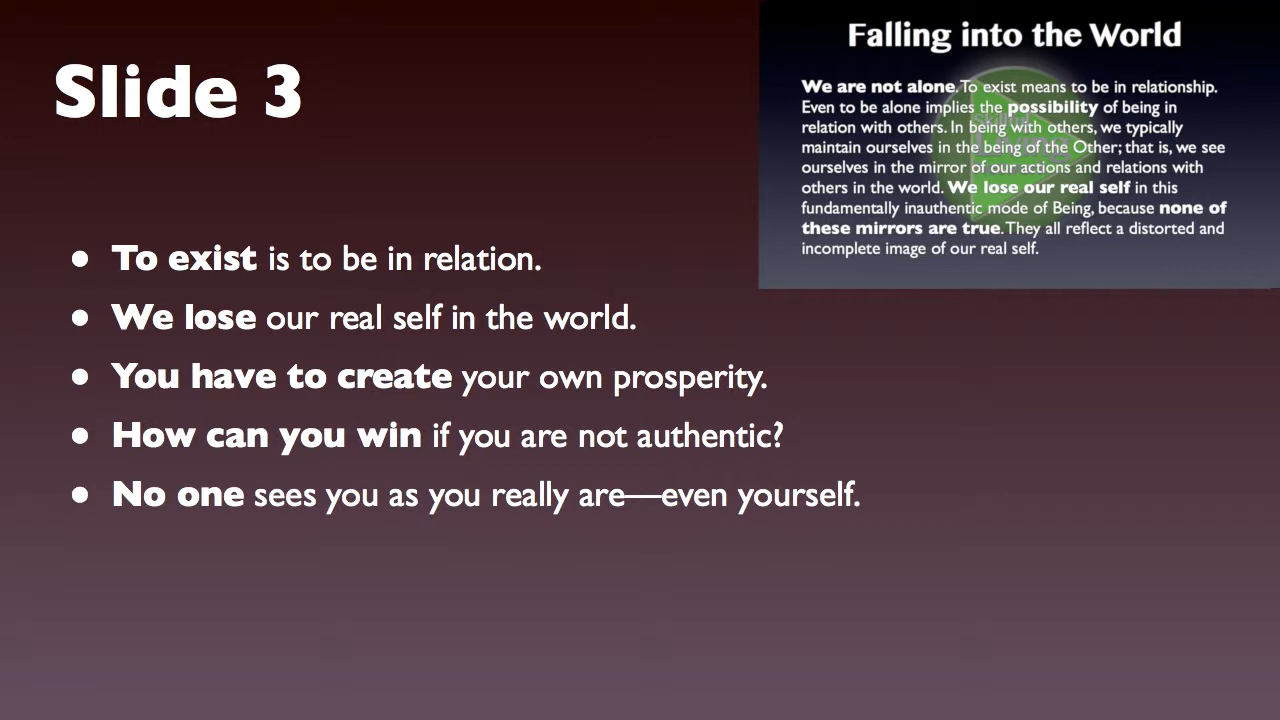 Slide 3
To exist is to be in relation.
We lose our real self in the world.
You have to create your own prosperity.
How can you win if you are not authentic?
No one sees you as you really are—even yourself.
Falling into the World
We are not alone. To exist means to be in relationship.
Even to be alone implies the possibility of being in
relation with others. In being with others, we typically
maintain ourselves in the being of the Other; that is, we see
ourselves in the mirror of our actions and relations with
others in the world. We lose our real self in this
fundamentally inauthentic mode of Being, because none of
these mirrors are true. They all reflect a distorted and
incomplete image of our real self.